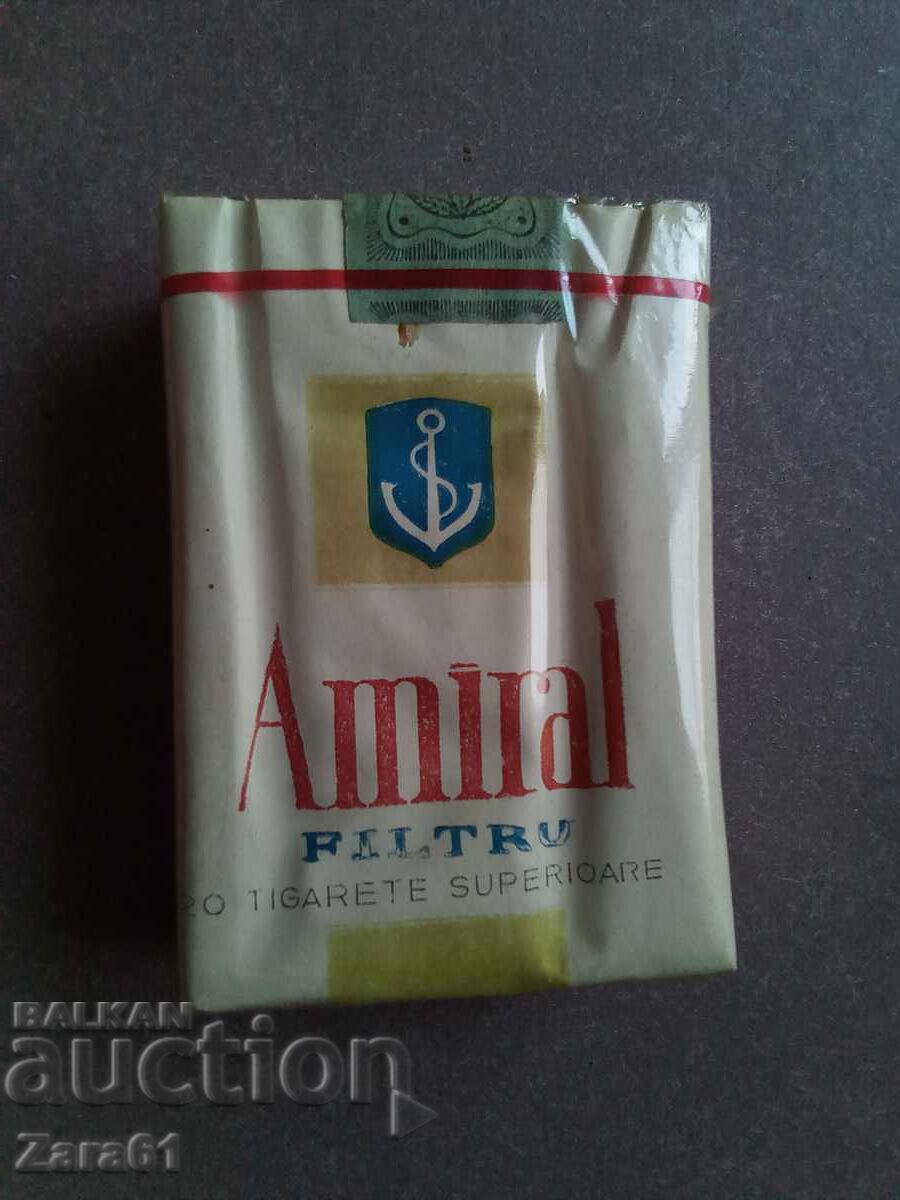 Amiral
FILTRU
20 TIGARETE SUPERIOARE
BALKAN
auction
Zara61